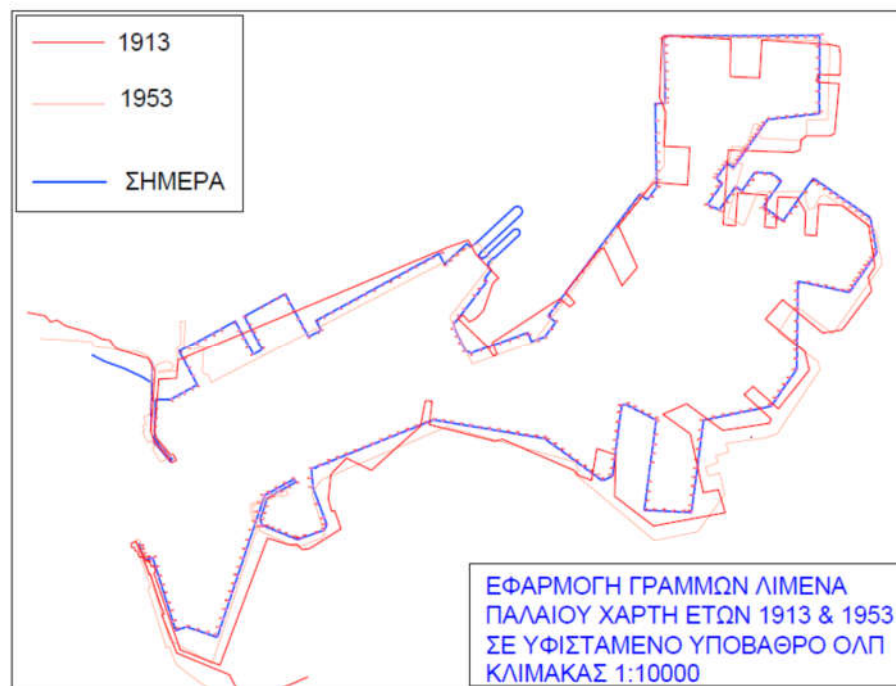 1913
1953
ΣΗΜΕΡΑ
ΕΦΑΡΜΟΓΗ ΓΡΑΜΜΩΝ ΛΙΜΕΝΑ
ΠΑΛΑΙΟΥ ΧΑΡΤΗ ΕΤΩΝ 1913 & 1953
ΣΕ ΥΦΙΣΤΑΜΕΝΟ ΥΠΟΒΑΘΡΟ ΟΛΠ
ΚΛΙΜΑΚΑΣ 1:10000